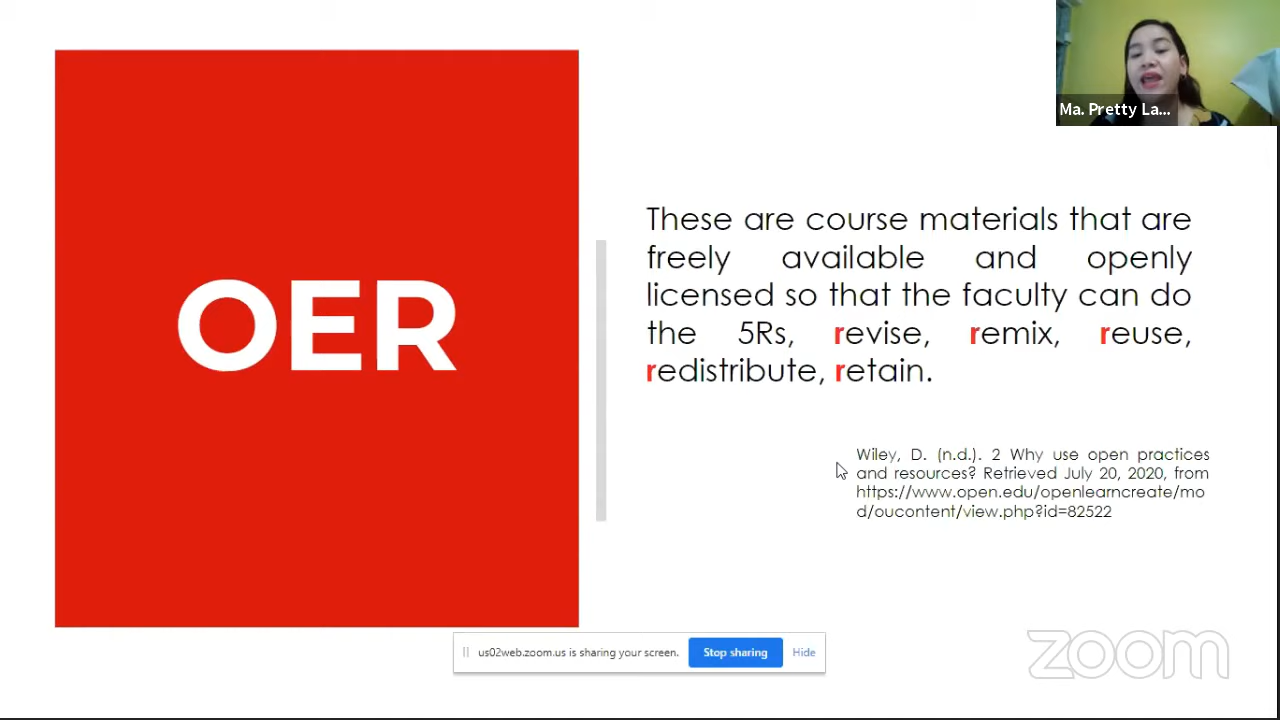 Ma. Pretty La...
OER
These are course materials that are
freely available and openly
licensed so that the faculty can do
the 5Rs, revise, remix, reuse,
redistribute, retain.
Wiley, D. (n.d.). 2 Why use open practices
and resources? Retrieved July 20, 2020, from
https://www.open.edu/openlearncreate/mo
d/oucontent/view.php?id=82522
us02web.zoom.us is sharing your screen.
Stop sharing
Hide
zoom